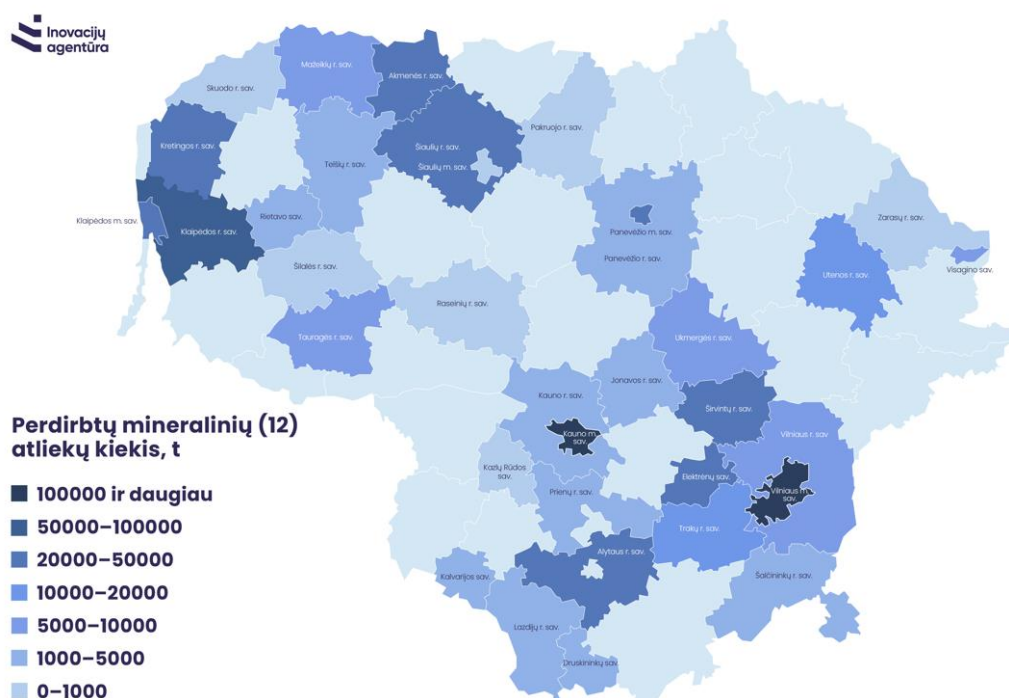 Inovacijų
agentūra
Mažeikių r. sav.
Akmenės r. sav.
Skuodo r. sav.
Pakruojo r. sav.
Kretingos r. sav.
Telšių r. sav.
Šiaulių r. sav.
Šiaulių m. sav.
Klaipėdos m. sav.
Rietavo sav.
Klaipėdos r. sav.
Zarasų r. sav.
Panevėžio m. sav.
Panevėžio r. sav.
Visagino sav.
Utenos r. sav.
Šilalės r. sav.
Raseinių r. sav.
Tauragės r. sav.
Ukmergės r. sav.
Jonavos r. sav.
Kauno r. sav.
Širvintų r. sav.
Kauno m.
sav.
Vilniaus r. sav
Kazlų Rūdos
sav.
Elektrėnų sav.
Prienų r. sav.
Vilniaus m.
sav.
Trakų r. sav.
Alytaus r. sav.
Kalvarijos sav.
Šalčininkų r. sav.
Lazdijų r. sav.
Druskininkų sav.
Perdirbtų mineralinių (12)
atliekų kiekis, t
100000 ir daugiau
50000–100000
20000–50000
10000–20000
5000–10000
1000–5000
0–1000